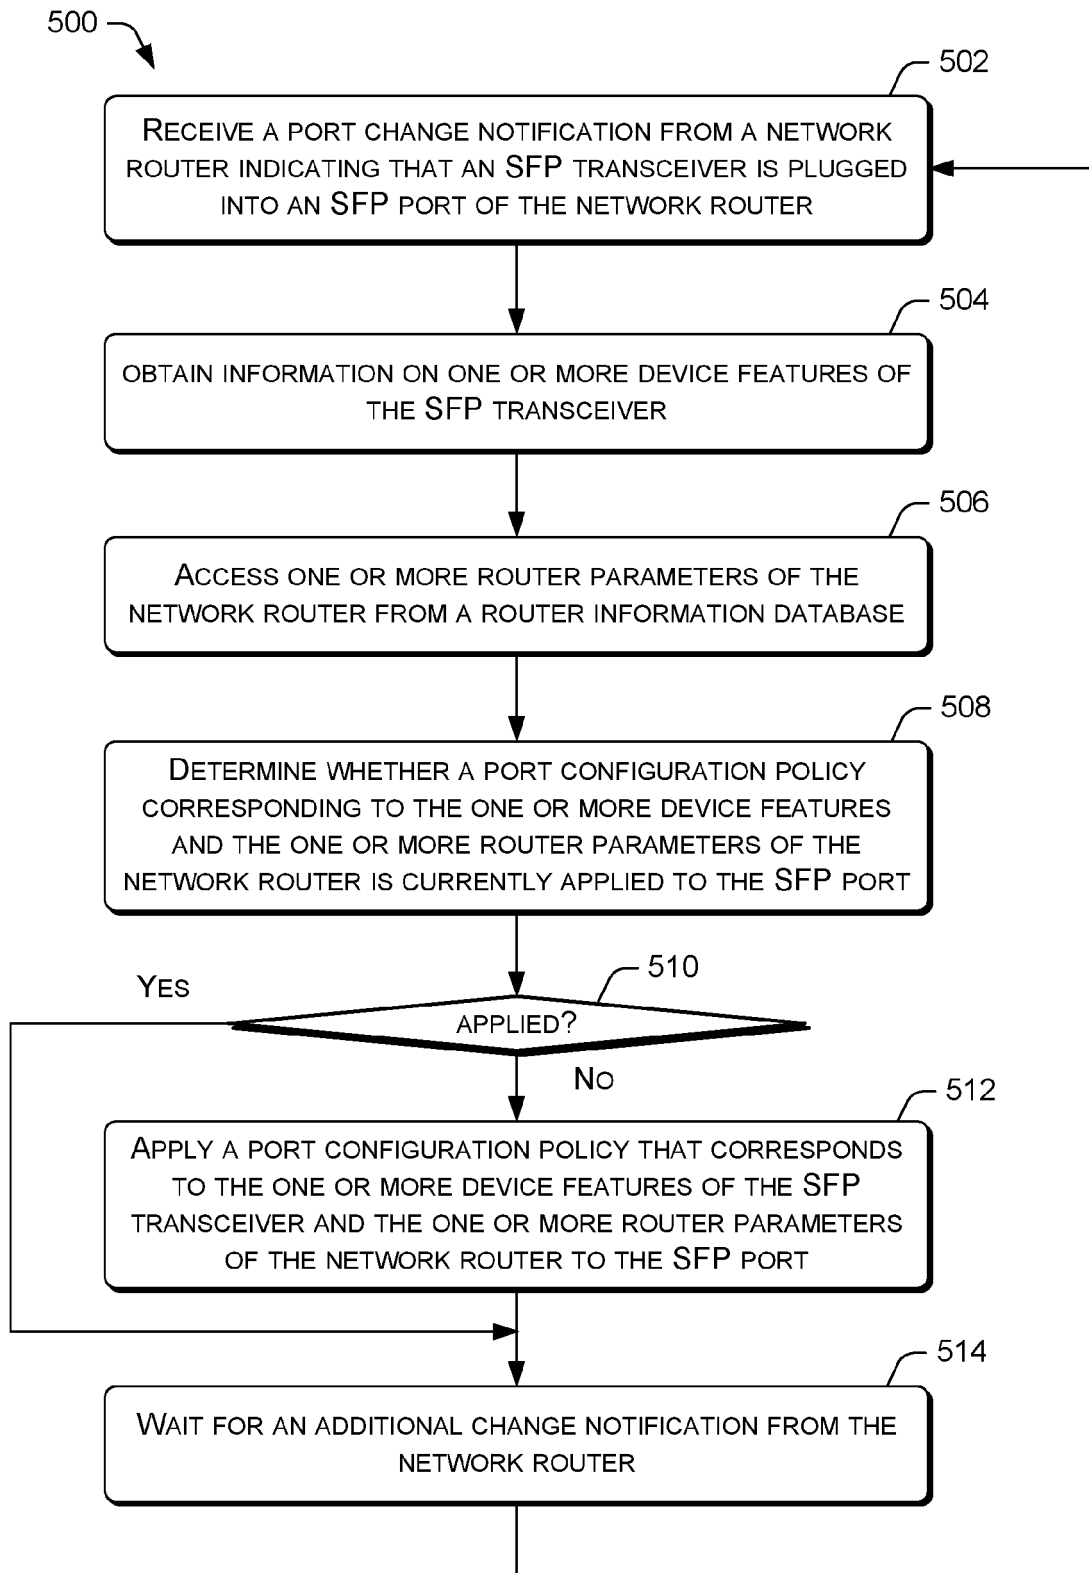 500
502
RECEIVE A PORT CHANGE NOTIFICATION FROM A NETWORK
ROUTER INDICATING THAT AN SFP TRANSCEIVER IS PLUGGED
INTO AN SFP PORT OF THE NETWORK ROUTER
504
OBTAIN INFORMATION ON ONE OR MORE DEVICE FEATURES OF
THE SFP TRANSCEIVER
506
ACCESS ONE OR MORE ROUTER PARAMETERS OF THE
NETWORK ROUTER FROM A ROUTER INFORMATION DATABASE
508
DETERMINE WHETHER A PORT CONFIGURATION POLICY
CORRESPONDING TO THE ONE OR MORE DEVICE FEATURES
AND THE ONE OR MORE ROUTER PARAMETERS OF THE
NETWORK ROUTER IS CURRENTLY APPLIED TO THE SFP PORT
510
YES
APPLIED?
NO
512
APPLY A PORT CONFIGURATION POLICY THAT CORRESPONDS
TO THE ONE OR MORE DEVICE FEATURES OF THE SFP
TRANSCEIVER AND THE ONE OR MORE ROUTER PARAMETERS
OF THE NETWORK ROUTER TO THE SFP PORT
514
WAIT FOR AN ADDITIONAL CHANGE NOTIFICATION FROM THE
NETWORK ROUTER